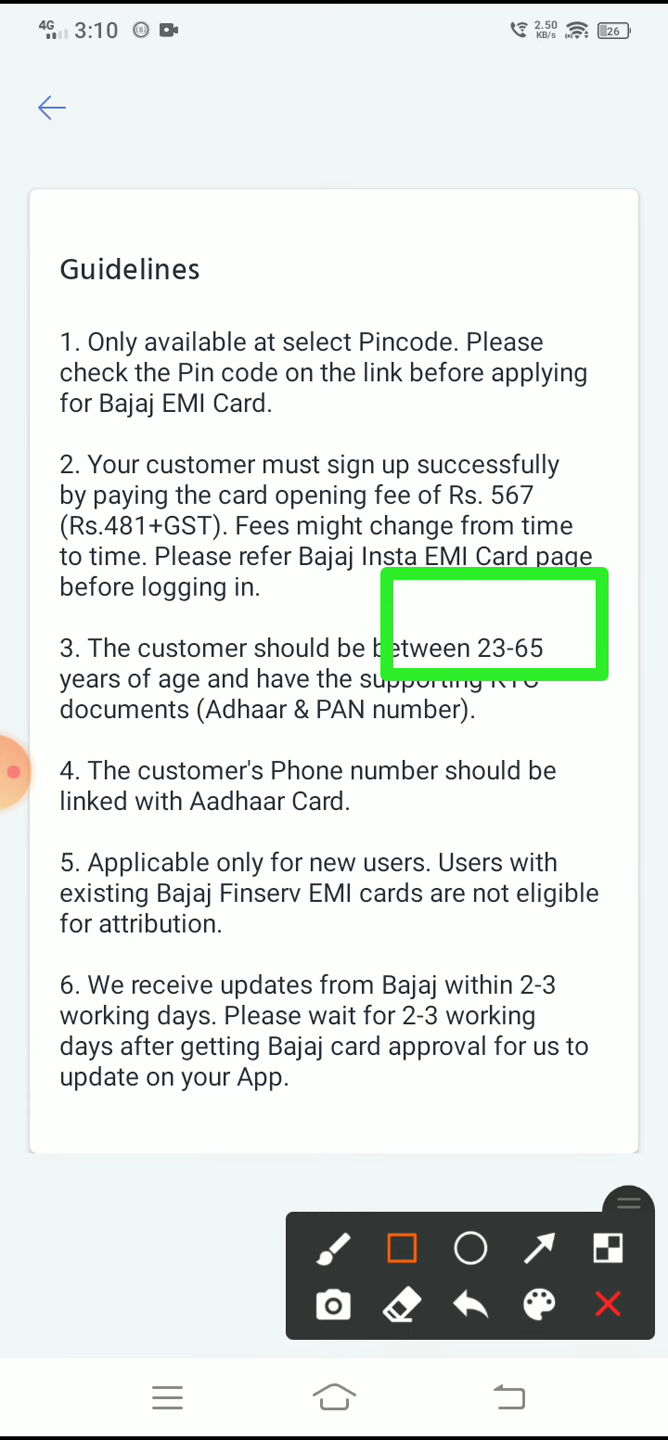 4G 3:10 2.50 KB/s 26
Guidelines
1. Only available at select Pincode. Please
check the Pin code on the link before applying
for Bajaj EMI Card.
2. Your customer must sign up successfully
by paying the card opening fee of Rs. 567
(Rs.481+GST). Fees might change from time
to time. Please refer Bajaj Insta EMI Card page
before logging in.
3. The customer should be between 23-65
years of age and have the supporting KYC
documents (Adhaar & PAN number).
4. The customer's Phone number should be
linked with Aadhaar Card.
5. Applicable only for new users. Users with
existing Bajaj Finserv EMI cards are not eligible
for attribution.
6. We receive updates from Bajaj within 2-3
working days. Please wait for 2-3 working
days after getting Bajaj card approval for us to
update on your App.